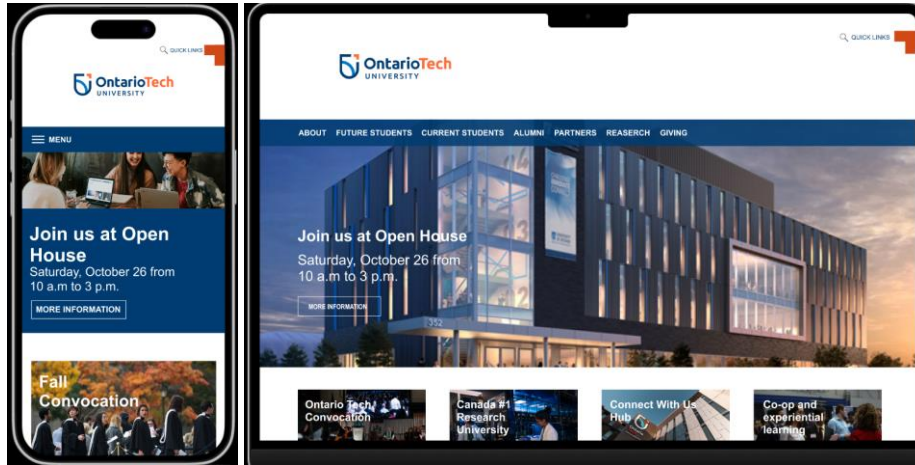 QUICK LINKS
OntarioTech
UNIVERSITY
MENU
Join us at Open
House
Saturday, October 26 from
10 a.m to 3 p.m.
MORE INFORMATION
Fall
Convocation
QUICK LINKS
OntarioTech
UNIVERSITY
ABOUT FUTURE STUDENTS CURRENT STUDENTS ALUMNI PARTNERS REASERCH GIVING
Join us at Open House
Saturday, October 26 from
10 a.m to 3 p.m.
MORE INFORMATION
352
Ontario Tech
Convocation
Canada #1
Research
University
Connect With Us
Hub
Co-op and
experiential
learning